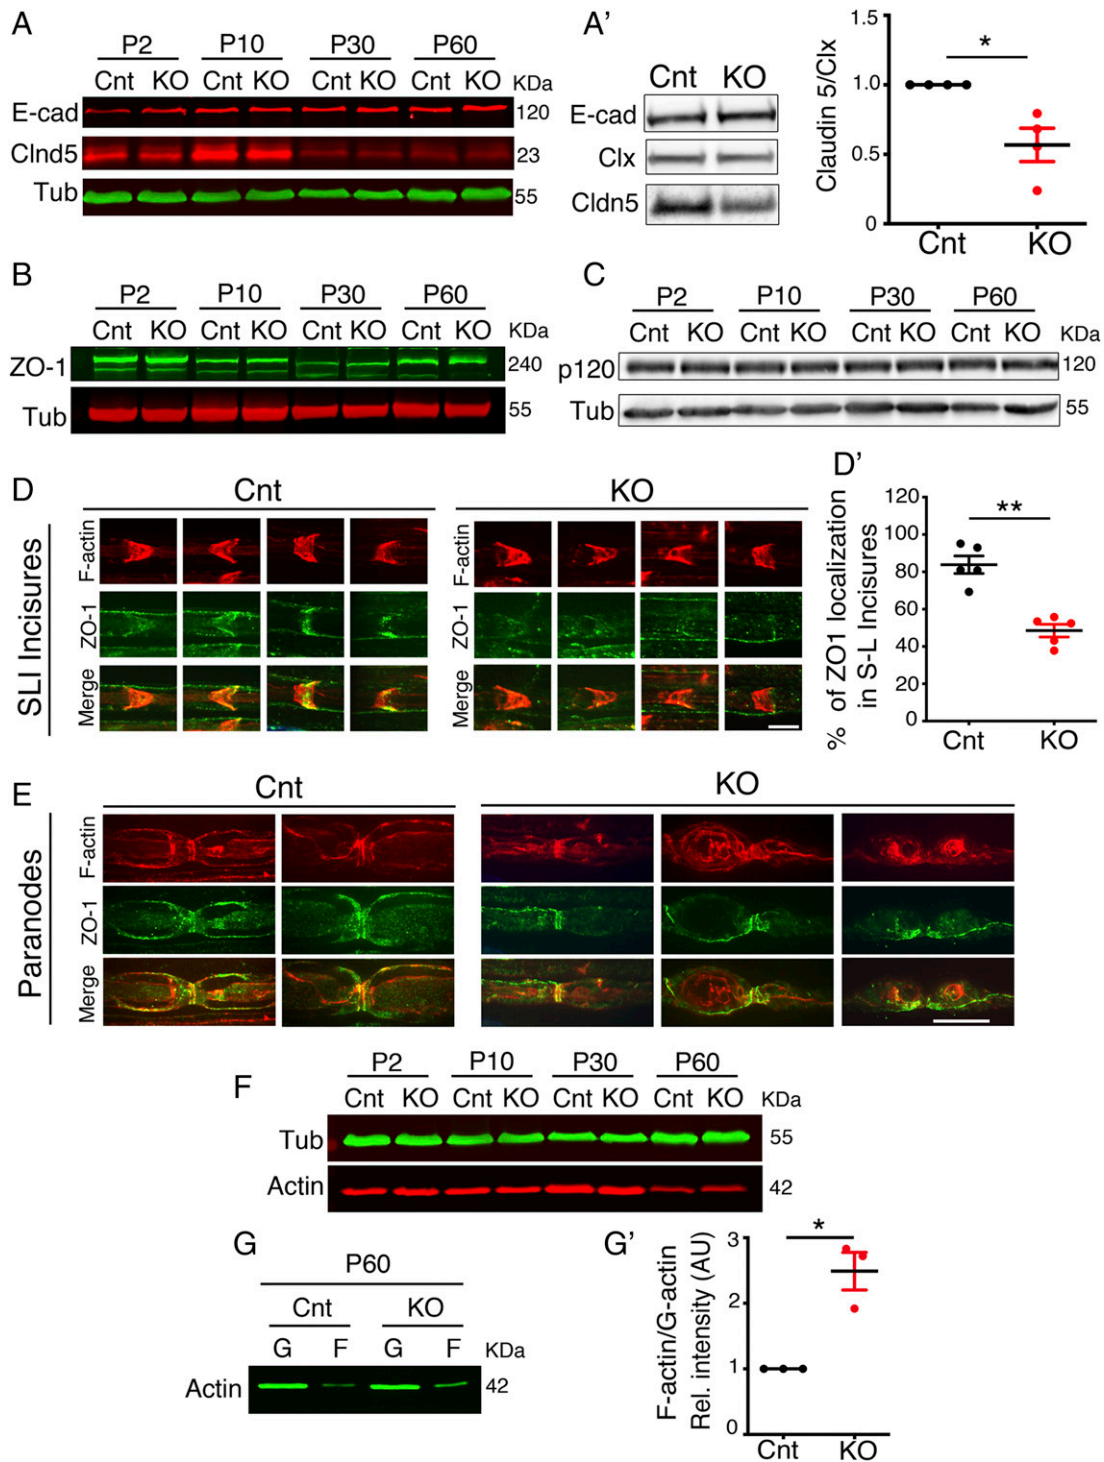 A
P2 P10 P30 P60
Cnt KO Cnt KO Cnt KO Cnt KO KDa
E-cad 120
Clnd5 23
Tub 55
A'
Cnt KO
E-cad
Clx
Cldn5
Claudin 5/Clx
1.5
*
1.0
0.5
0
Cnt KO
B
P2 P10 P30 P60
Cnt KO Cnt KO Cnt KO Cnt KO KDa
ZO-1 240
Tub 55
C
P2 P10 P30 P60
Cnt KO Cnt KO Cnt KO Cnt KO KDa
p120 120
Tub 55
D
Cnt KO
SLI Incisures
F-actin
ZO-1
Merge
F-actin
ZO-1
Merge
D'
% of ZO1 localization
in S-L Incisures
120
**
100
80
60
40
20
0
Cnt KO
E
Cnt KO
Paranodes
F-actin
ZO-1
Merge
F
P2 P10 P30 P60
Cnt KO Cnt KO Cnt KO Cnt KO KDa
Tub 55
Actin 42
G
P60
Cnt KO
G F G F KDa
Actin 42
G'
F-actin/G-actin
Rel. intensity (AU)
*
3
2
1
0
Cnt KO